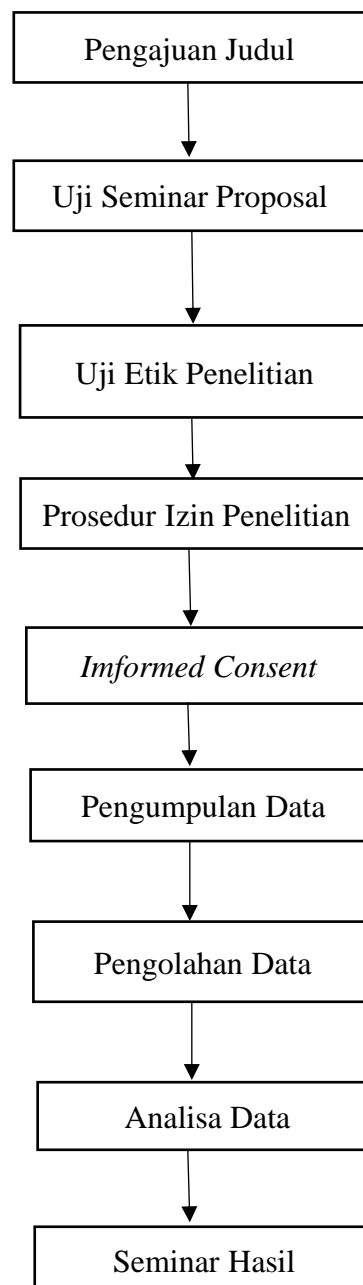 Pengajuan Judul
Uji Seminar Proposal
Uji Etik Penelitian
Prosedur Izin Penelitian
Imformed Consent
Pengumpulan Data
Pengolahan Data
Analisa Data
Seminar Hasil